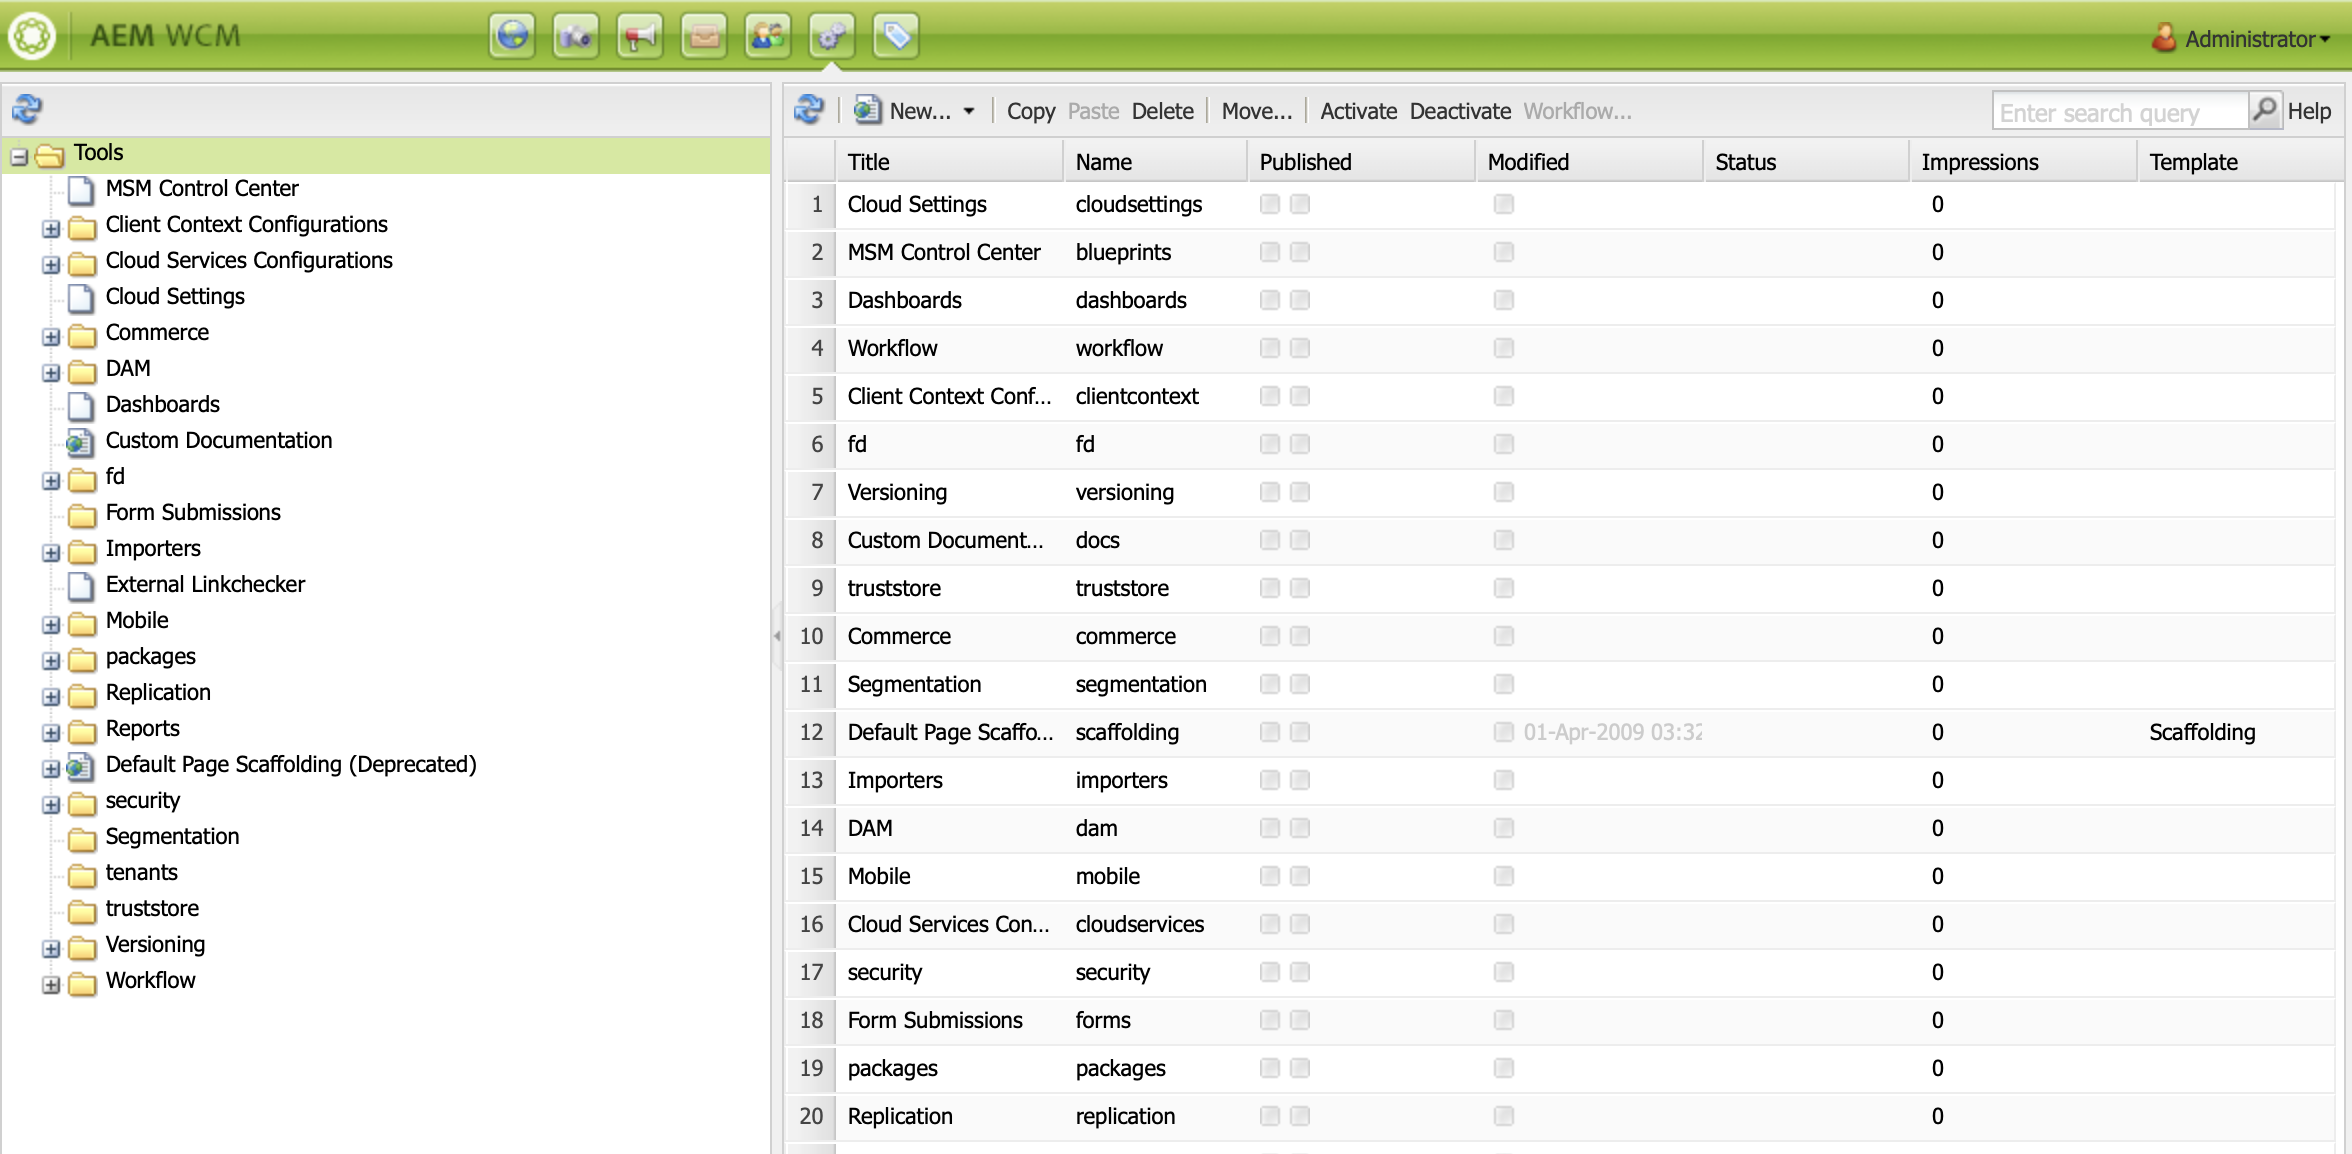 AEM WCM
Administrator
New... Copy Paste Delete Move... Activate Deactivate Workflow... Enter search query Help
Tools
MSM Control Center
Client Context Configurations
Cloud Services Configurations
Cloud Settings
Commerce
DAM
Dashboards
Custom Documentation
fd
Form Submissions
Importers
External Linkchecker
Mobile
packages
Replication
Reports
Default Page Scaffolding (Deprecated)
security
Segmentation
tenants
truststore
Versioning
Workflow
Title Name Published Modified Status Impressions Template
1 Cloud Settings cloudsettings 0
2 MSM Control Center blueprints 0
3 Dashboards dashboards 0
4 Workflow workflow 0
5 Client Context Conf... clientcontext 0
6 fd fd 0
7 Versioning versioning 0
8 Custom Document... docs 0
9 truststore truststore 0
10 Commerce commerce 0
11 Segmentation segmentation 0
12 Default Page Scaffo... scaffolding 01-Apr-2009 03:32 0 Scaffolding
13 Importers importers 0
14 DAM dam 0
15 Mobile mobile 0
16 Cloud Services Con... cloudservices 0
17 security security 0
18 Form Submissions forms 0
19 packages packages 0
20 Replication replication 0